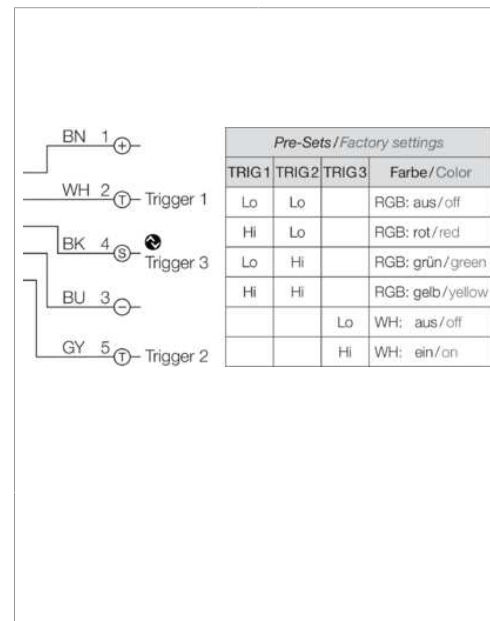 BN 1 +
WH 2 T Trigger 1
BK 4 S Trigger 3
BU 3 −
GY 5 T Trigger 2
Pre-Sets/Factory settings
TRIG1 TRIG2 TRIG3 Farbe/Color
Lo Lo RGB: aus/off
Hi Lo RGB: rot/red
Lo Hi RGB: grün/green
Hi Hi RGB: gelb/yellow
Lo WH: aus/off
Hi WH: ein/on